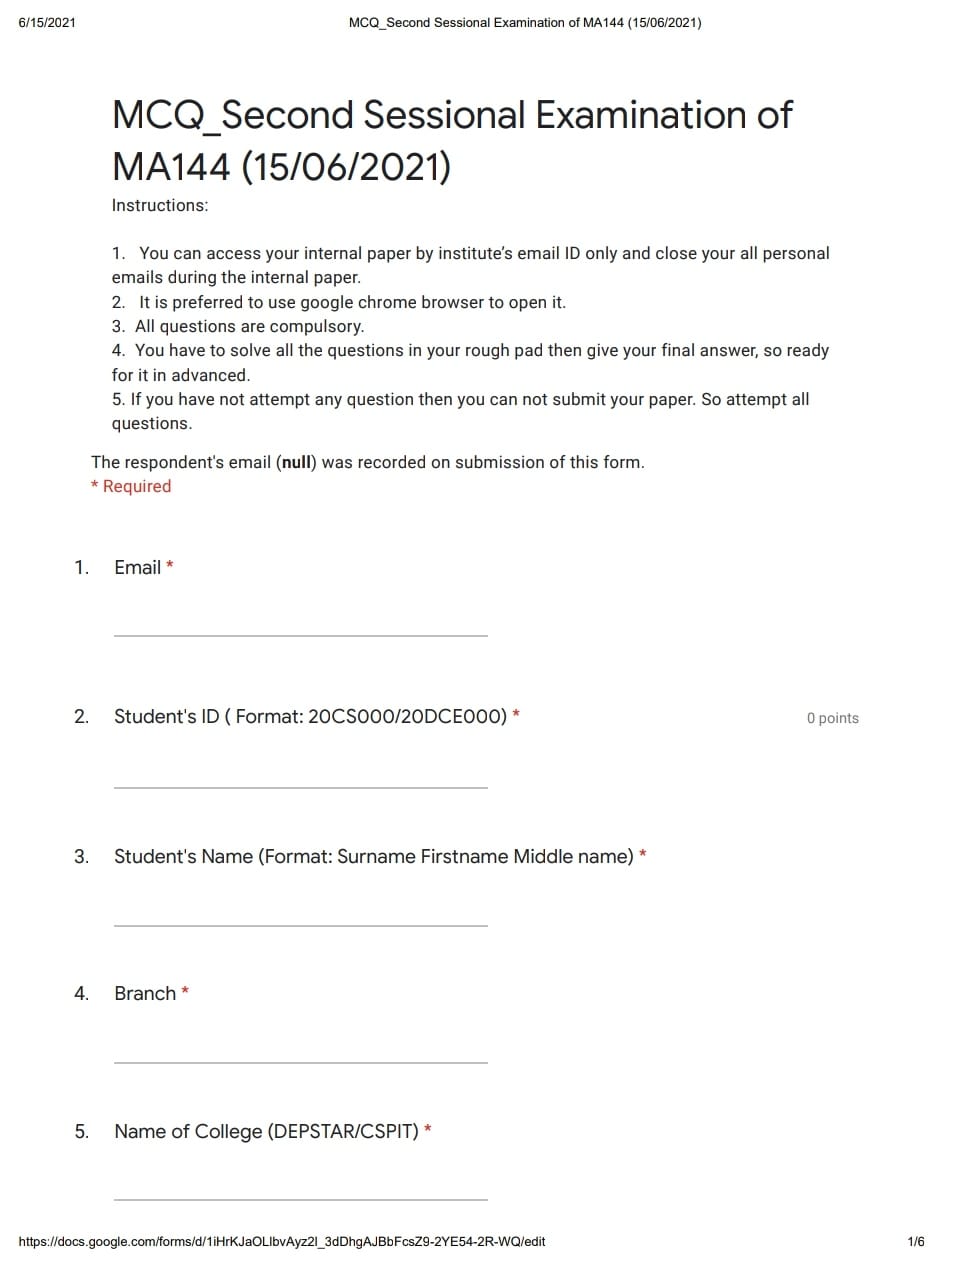 6/15/2021 MCQ_Second Sessional Examination of MA144 (15/06/2021)
MCQ_Second Sessional Examination of
MA144 (15/06/2021)
Instructions:
1. You can access your internal paper by institute's email ID only and close your all personal
emails during the internal paper.
2. It is preferred to use google chrome browser to open it.
3. All questions are compulsory.
4. You have to solve all the questions in your rough pad then give your final answer, so ready
for it in advanced.
5. If you have not attempt any question then you can not submit your paper. So attempt all
questions.
The respondent's email (null) was recorded on submission of this form.
* Required
1. Email *
2. Student's ID ( Format: 20CS000/20DCE000) * 0 points
3. Student's Name (Format: Surname Firstname Middle name) *
4. Branch *
5. Name of College (DEPSTAR/CSPIT) *
https://docs.google.com/forms/d/1iHrKJaOLlbvAyz2l_3dDhgAJBbFcsZ9-2YE54-2R-WQ/edit 1/6